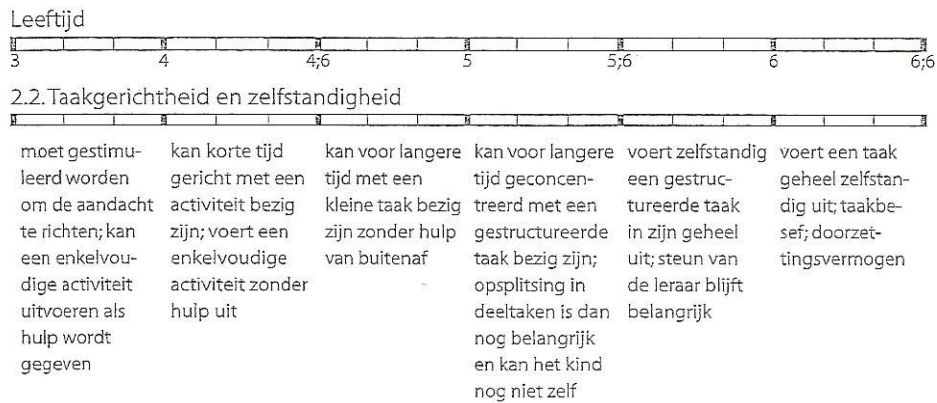 Leeftijd
3 4 4;6 5 5;6 6 6;6
2.2. Taakgerichtheid en zelfstandigheid
moet gestimu-
leerd worden
om de aandacht
te richten; kan
een enkelvou-
dige activiteit
uitvoeren als
hulp wordt
gegeven
kan korte tijd
gericht met een
activiteit bezig
zijn; voert een
enkelvoudige
activiteit zonder
hulp uit
kan voor langere
tijd met een
kleine taak bezig
zijn zonder hulp
van buitenaf
kan voor langere
tijd geconcen-
treerd met een
gestructureerde
taak bezig zijn;
opsplitsing in
deeltaken is dan
nog belangrijk
en kan het kind
nog niet zelf
voert zelfstandig
een gestruc-
tureerde taak
in zijn geheel
uit; steun van
de leraar blijft
belangrijk
voert een taak
geheel zelfstan-
dig uit; taakbe-
sef; doorzet-
tingsvermogen